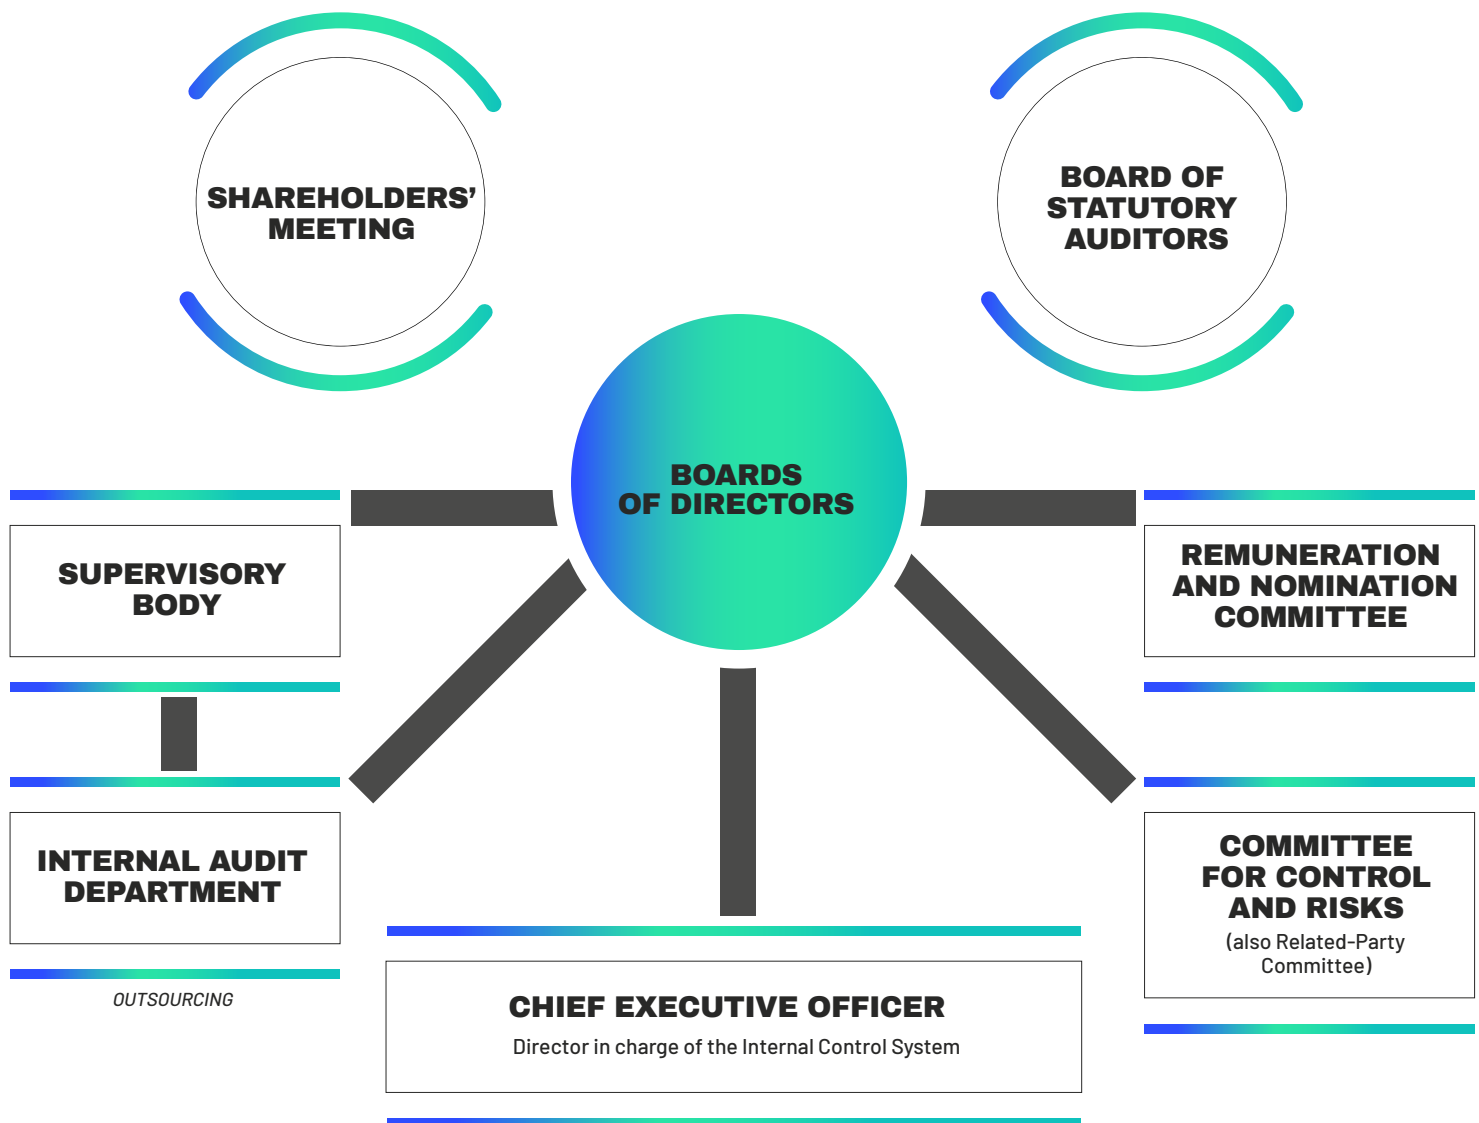 SHAREHOLDERS’
MEETING
BOARD OF
STATUTORY
AUDITORS
BOARDS
OF DIRECTORS
SUPERVISORY
BODY
REMUNERATION
AND NOMINATION
COMMITTEE
INTERNAL AUDIT
DEPARTMENT
OUTSOURCING
COMMITTEE
FOR CONTROL
AND RISKS
(also Related-Party
Committee)
CHIEF EXECUTIVE OFFICER
Director in charge of the Internal Control System